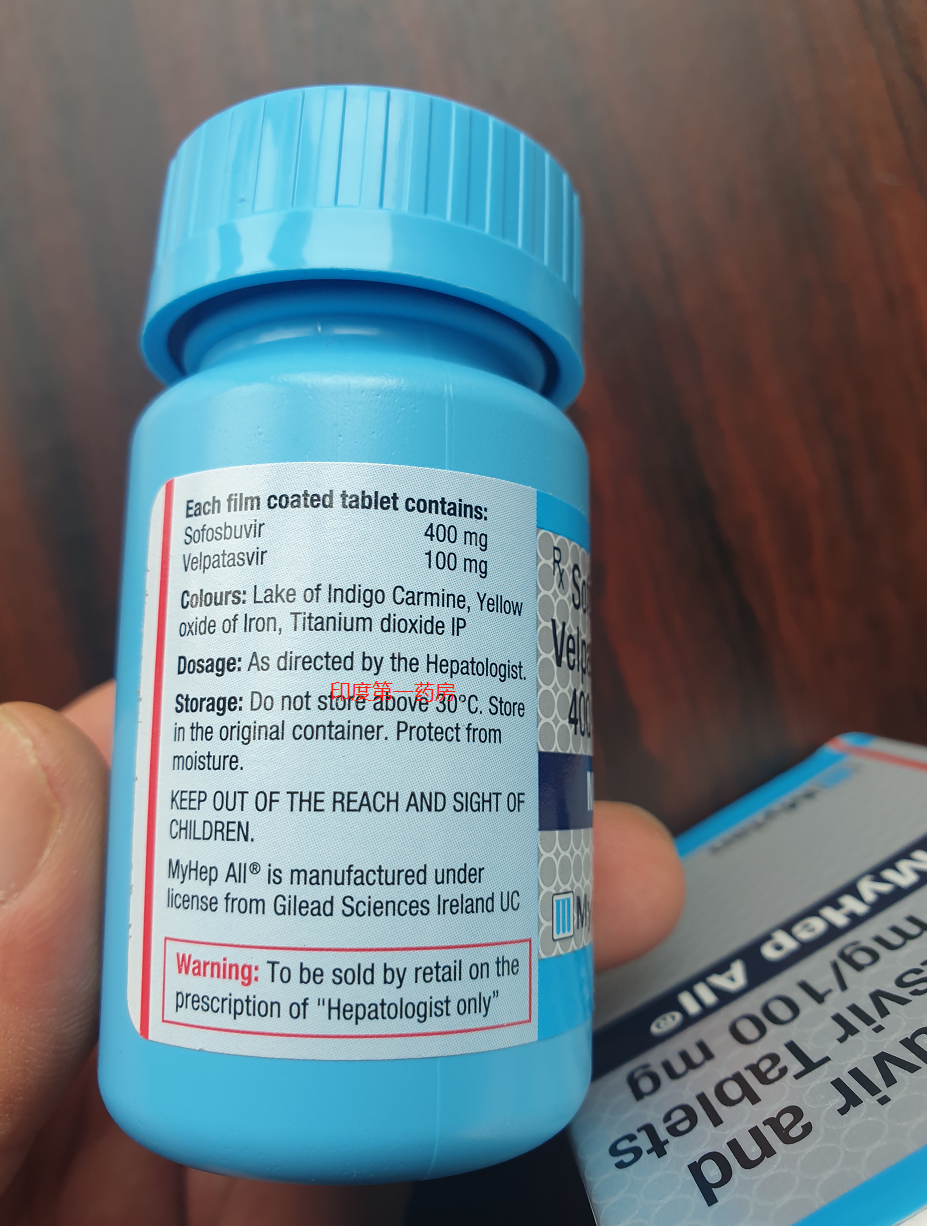 Each film coated tablet contains:
Sofosbuvir 400 mg
Velpatasvir 100 mg
Colours: Lake of Indigo Carmine, Yellow
oxide of Iron, Titanium dioxide IP
Dosage: As directed by the Hepatologist.
印度第一药房
Storage: Do not store above 30°C. Store
in the original container. Protect from
moisture.
KEEP OUT OF THE REACH AND SIGHT OF
CHILDREN.
MyHep All® is manufactured under
license from Gilead Sciences Ireland UC
Warning: To be sold by retail on the
prescription of "Hepatologist only"
Rx
400
and
Tablets
mg/100 mg
MyHep All®